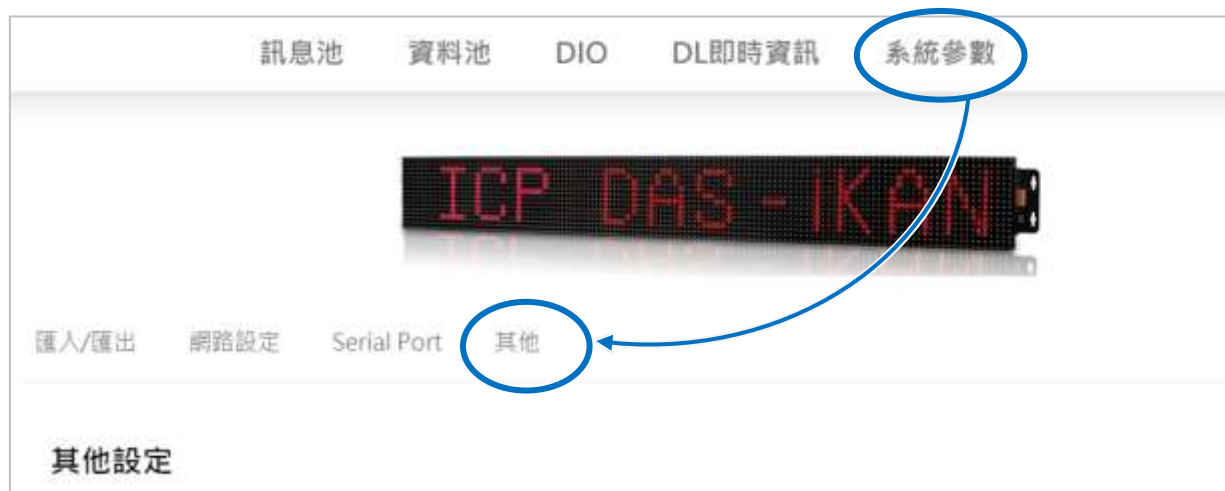 訊息池 資料池 DIO DL即時資訊 系統參數
ICP DAS - iKAN
匯入/匯出 網路設定 Serial Port 其他
其他設定